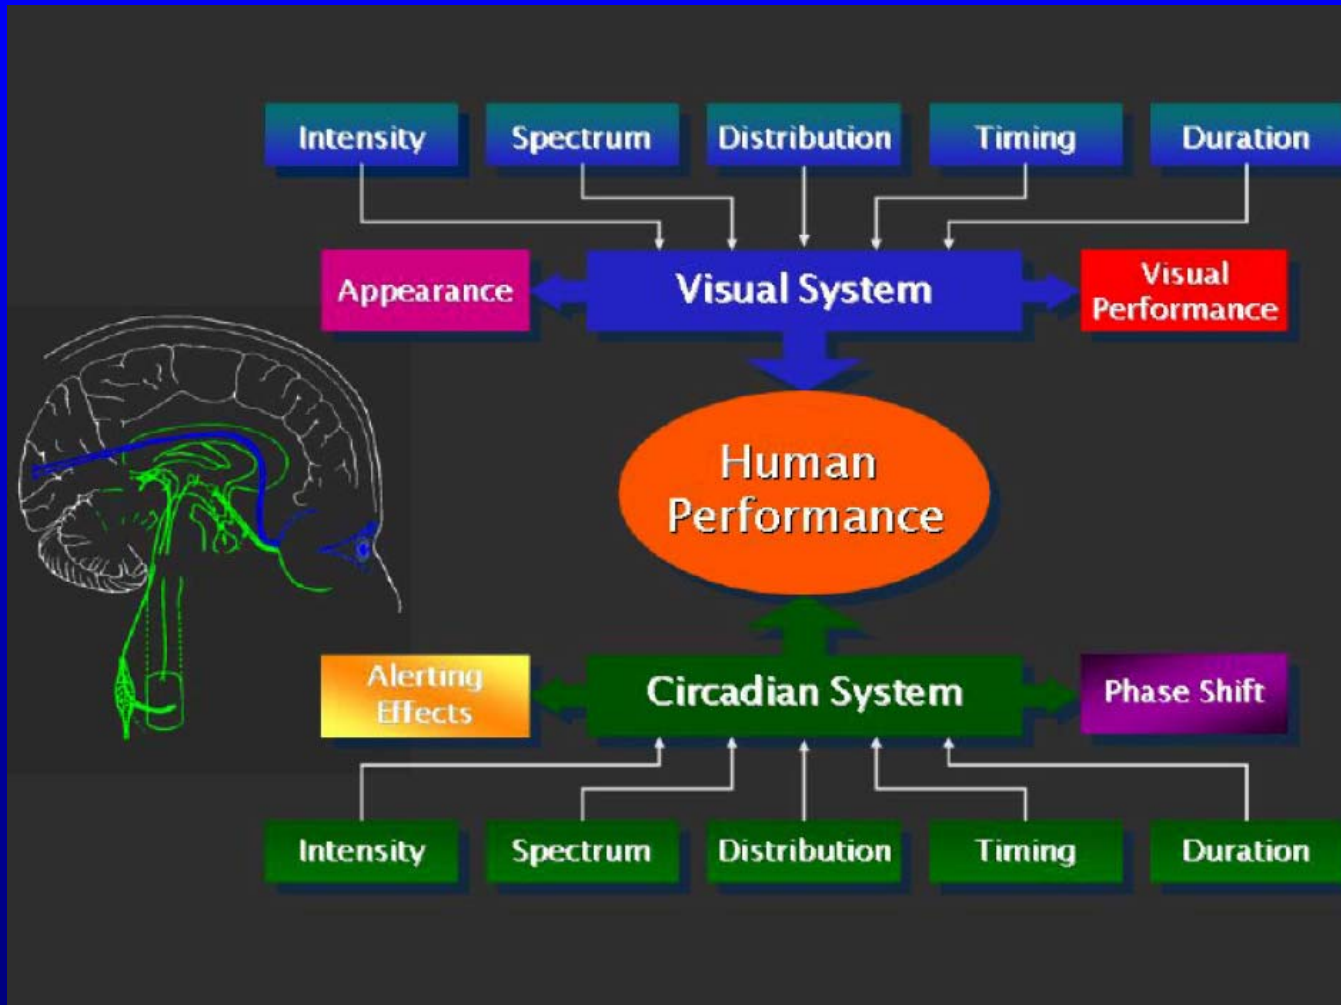 Intensity
Spectrum
Distribution
Timing
Duration
Appearance
Visual System
Visual
Performance
Human
Performance
Alerting
Effects
Circadian System
Phase Shift
Intensity
Spectrum
Distribution
Timing
Duration